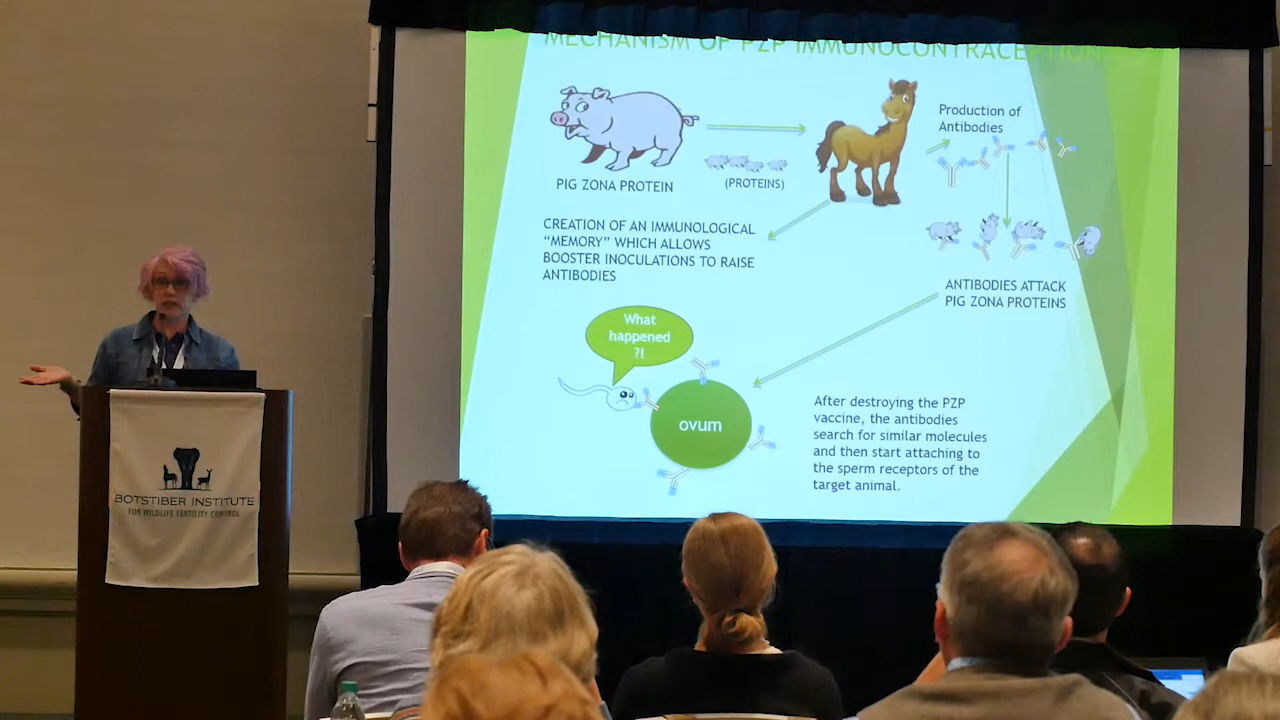 MECHANISM OF PZP IMMUNOCONTRACEPTION
PIG ZONA PROTEIN
(PROTEINS)
Production of
Antibodies
CREATION OF AN IMMUNOLOGICAL
“MEMORY” WHICH ALLOWS
BOOSTER INOCULATIONS TO RAISE
ANTIBODIES
ANTIBODIES ATTACK
PIG ZONA PROTEINS
What
happened
?!
ovum
After destroying the PZP
vaccine, the antibodies
search for similar molecules
and then start attaching to
the sperm receptors of the
target animal.
BOTSTIBER INSTITUTE
FOR WILDLIFE FERTILITY CONTROL